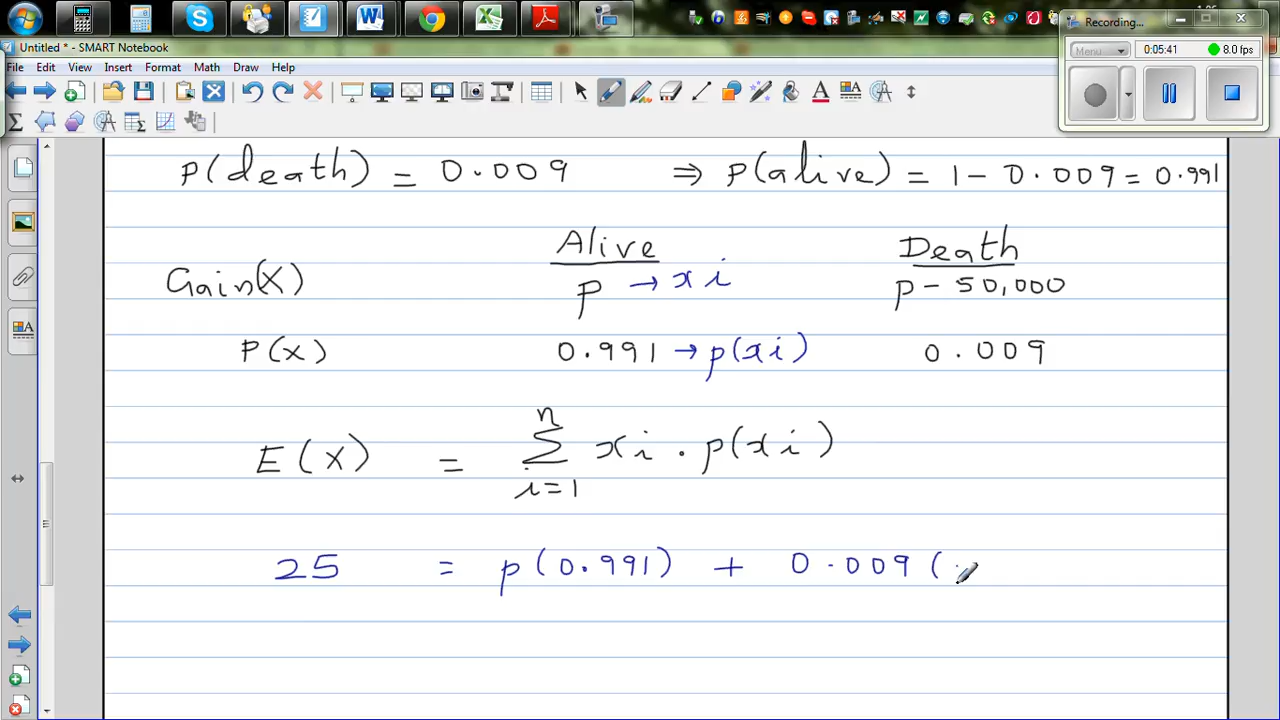 Recording...
Untitled * - SMART Notebook
Menu
0:05:41
8.0 fps
File Edit View Insert Format Math Draw Help
P(death) = 0.009 ⇒ P(alive) = 1 - 0.009 = 0.991
Alive Death
Gain(X) p → xi p - 50,000
P(x) 0.991 → p(xi) 0.009
E(X) = n∑i=1 xi . p(xi)
25 = p(0.991) + 0.009 (